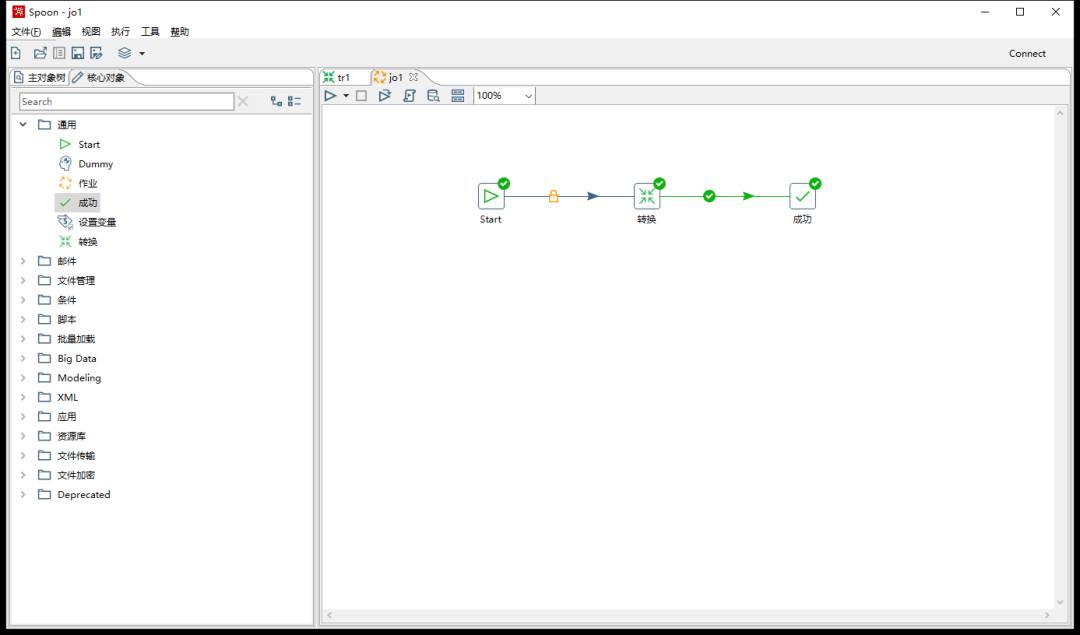 Spoon - jo1
文件(F) 编辑 视图 执行 工具 帮助
Connect
主对象树 核心对象
tr1 jo1
Search
100%
通用
Start
Dummy
作业
成功
设置变量
转换
邮件
文件管理
条件
脚本
批量加载
Big Data
Modeling
XML
应用
资源库
文件传输
文件加密
Deprecated
Start 转换 成功